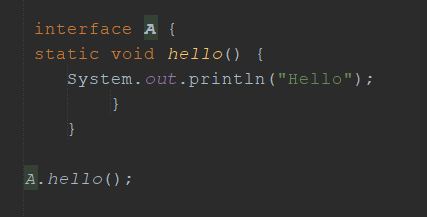 interface A {
static void hello() {
System.out.println("Hello");
}
}
A.hello();